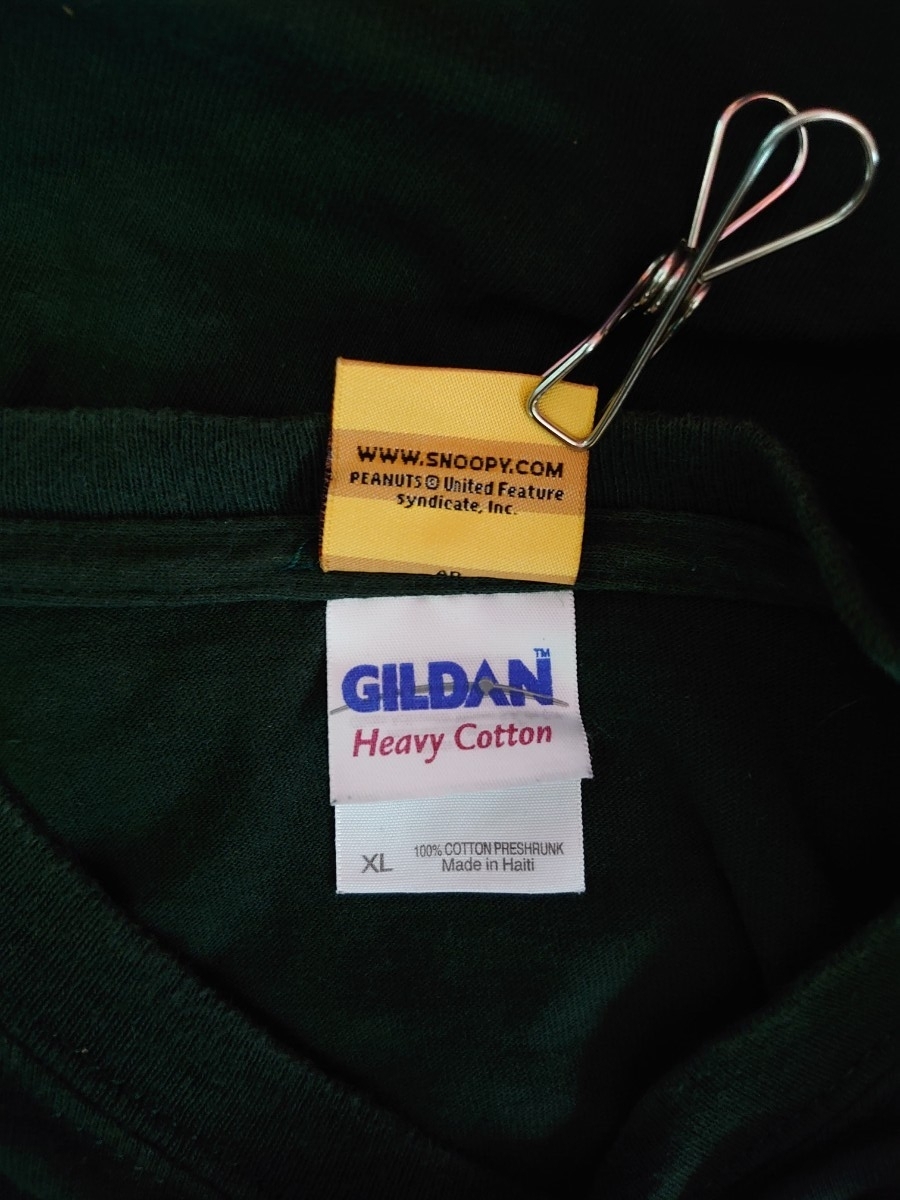 WWW.SNOOPY.COM
PEANUTS © United Feature
Syndicate, Inc.
GILDAN™
Heavy Cotton
XL 100% COTTON PRESHRUNK
Made in Haiti